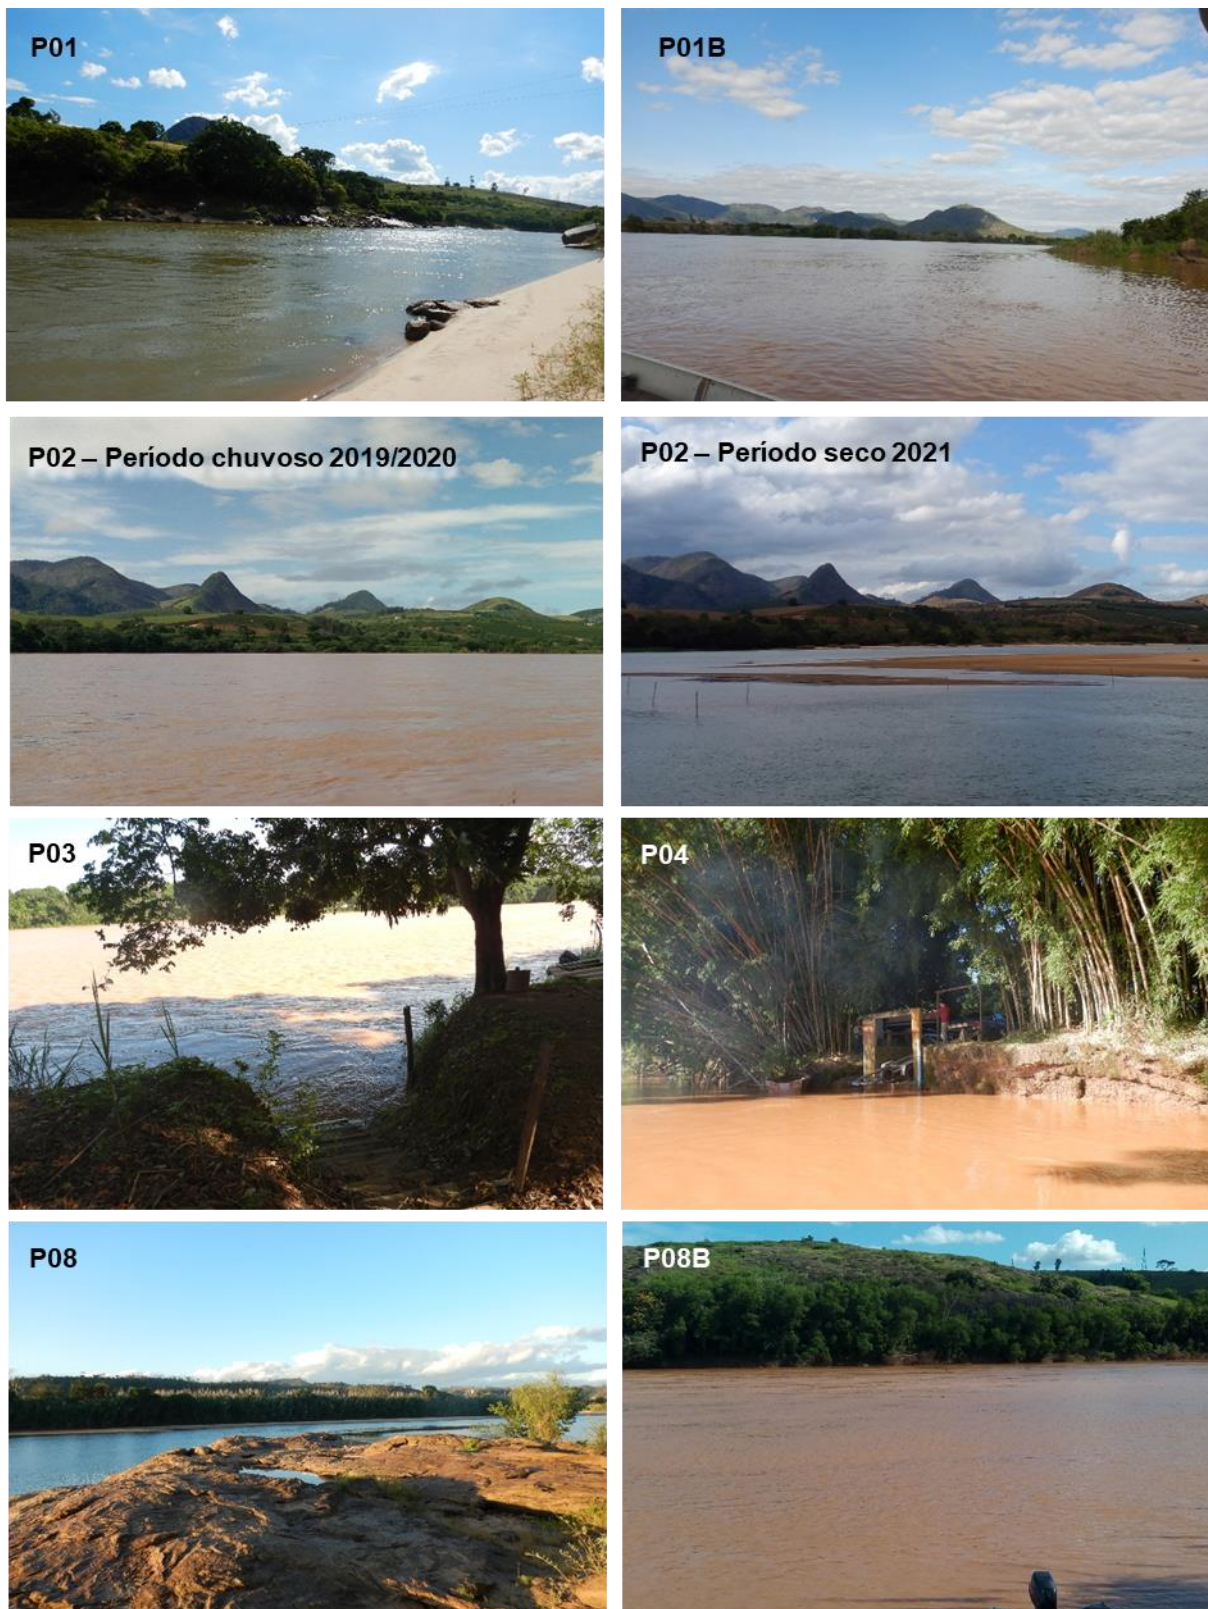 P01
P01B
P02 – Período chuvoso 2019/2020
P02 – Período seco 2021
P03
P04
P08
P08B